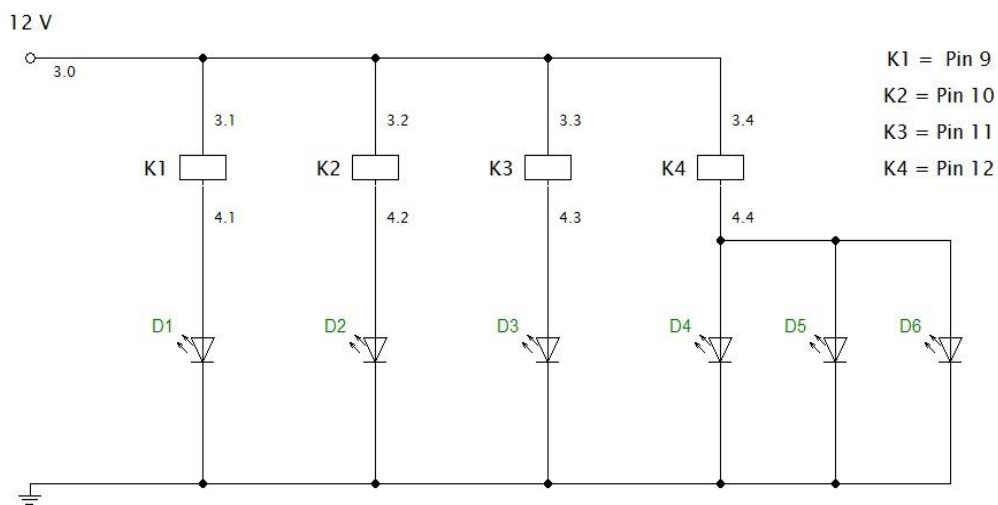 12 V
3.0
K1 = Pin 9
K2 = Pin 10
K3 = Pin 11
K4 = Pin 12
3.1 3.2 3.3 3.4
K1 K2 K3 K4
4.1 4.2 4.3 4.4
D1 D2 D3 D4 D5 D6